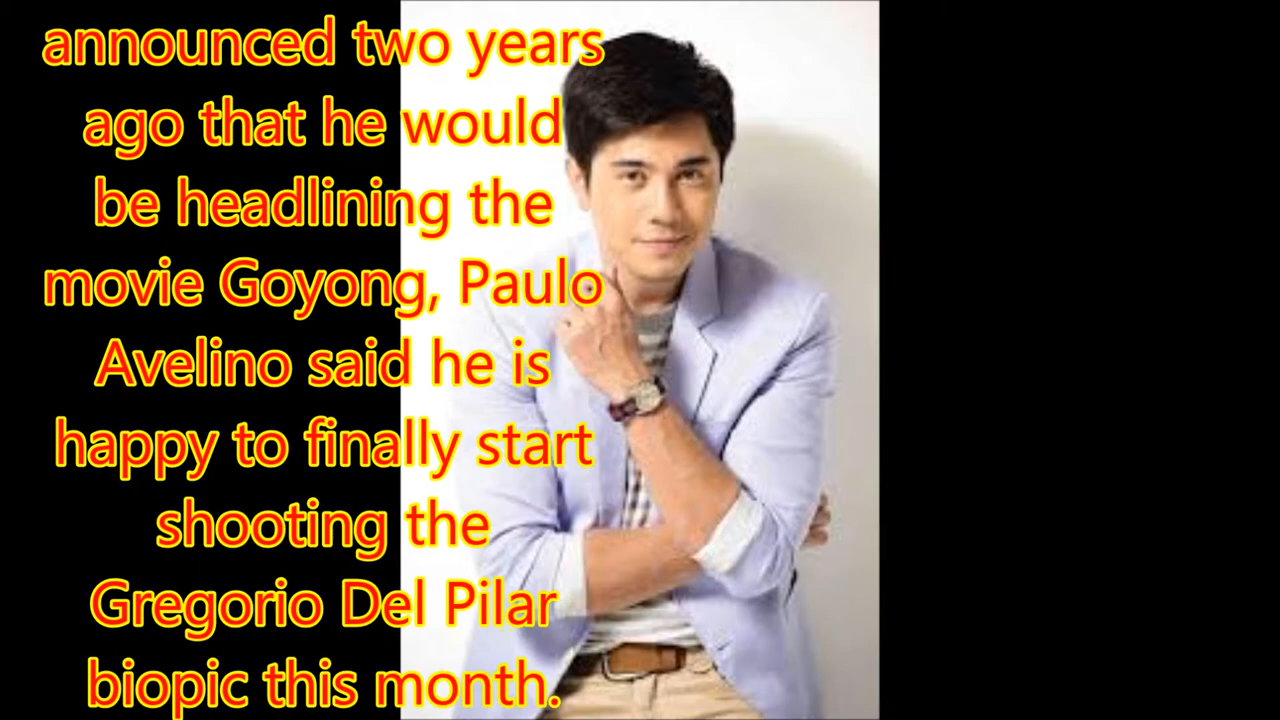 announced two years
ago that he would
be headlining the
movie Goyong, Paulo
Avelino said he is
happy to finally start
shooting the
Gregorio Del Pilar
biopic this month.